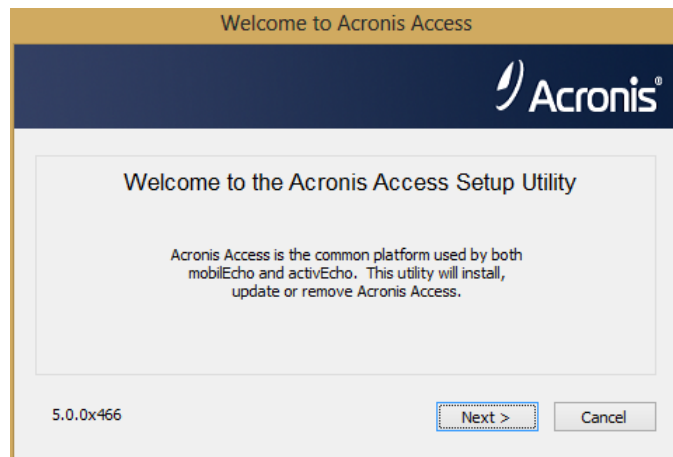 Welcome to Acronis Access
Acronis®
Welcome to the Acronis Access Setup Utility
Acronis Access is the common platform used by both
mobilEcho and activEcho. This utility will install,
update or remove Acronis Access.
5.0.0x466
Next >
Cancel